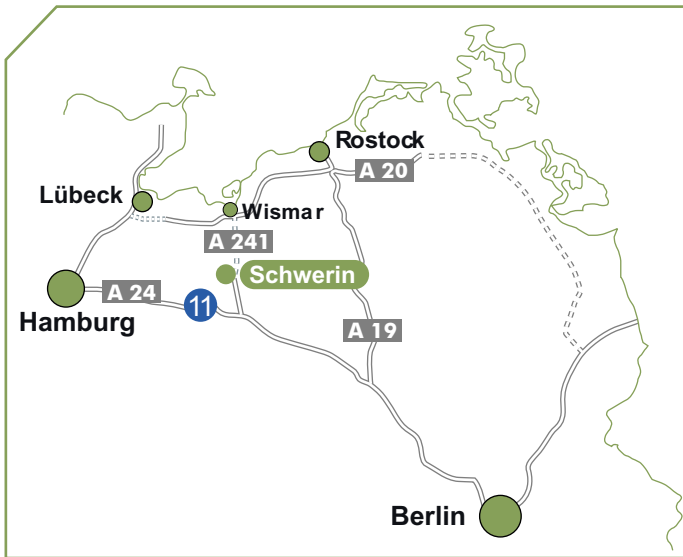 Rostock
A 20
Lübeck
Wismar
A 241
Schwerin
A 24
11
Hamburg
A 19
Berlin